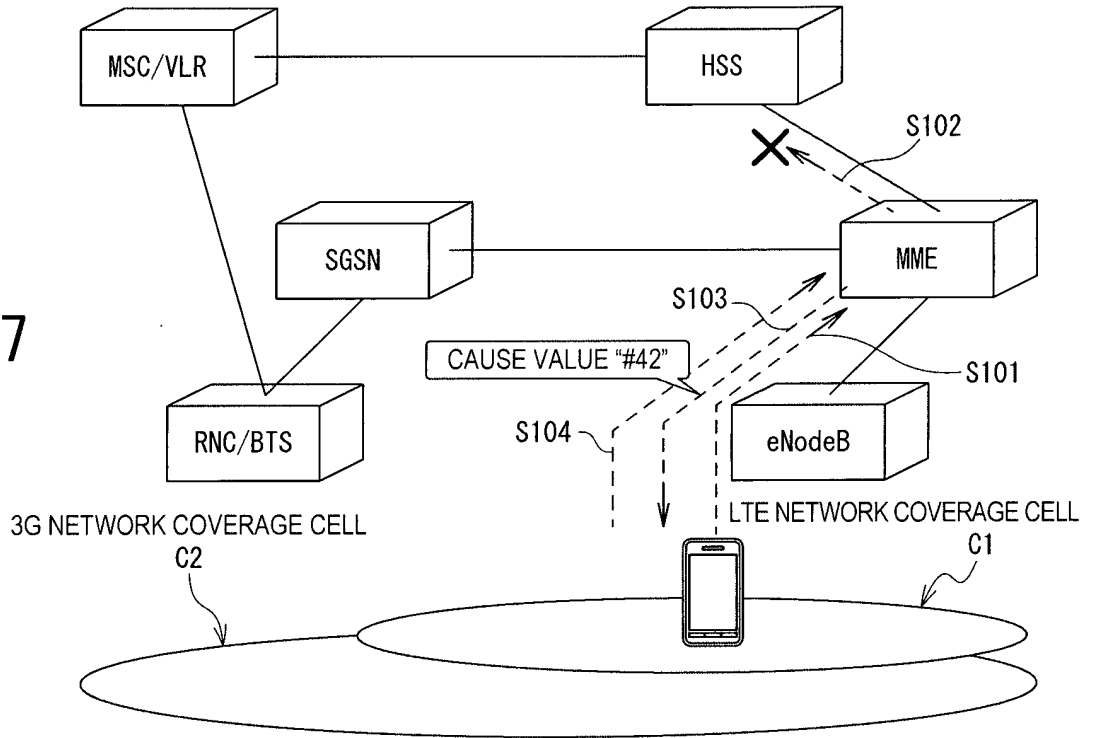 MSC/VLR
HSS
S102
SGSN
MME
S103
7
CAUSE VALUE "#42"
S101
S104
RNC/BTS
eNodeB
3G NETWORK COVERAGE CELL
C2
LTE NETWORK COVERAGE CELL
C1